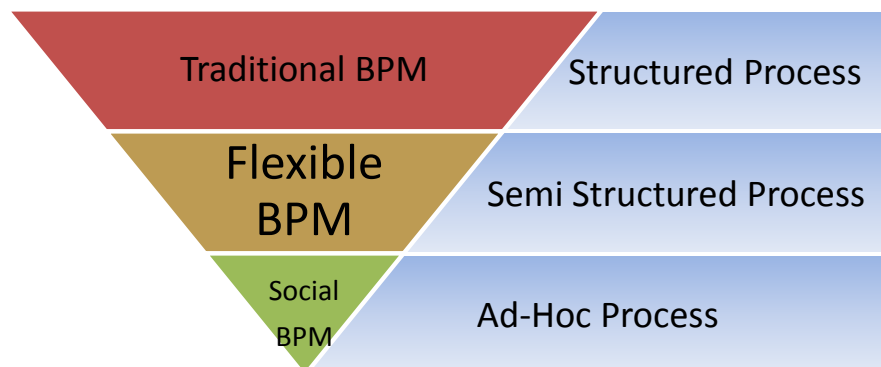 Traditional BPM
Structured Process
Flexible
BPM
Semi Structured Process
Social
BPM
Ad-Hoc Process